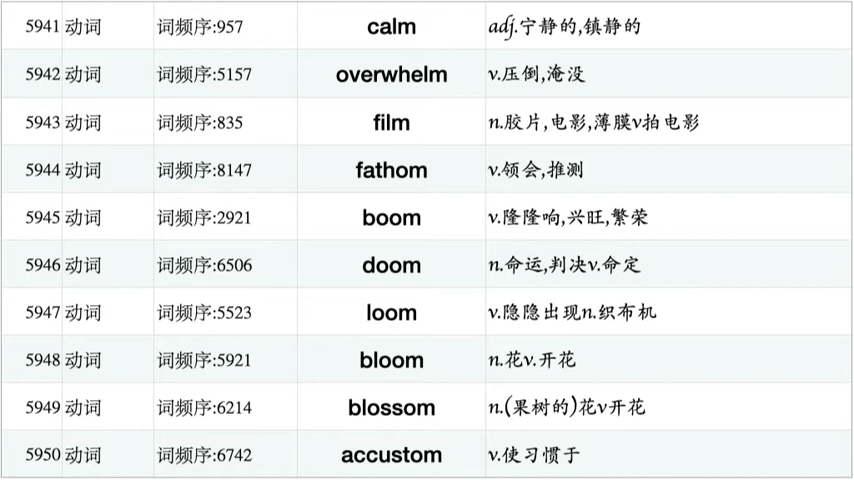 5941 动词 词频序:957 calm adj.宁静的,镇静的
5942 动词 词频序:5157 overwhelm v.压倒,淹没
5943 动词 词频序:835 film n.胶片,电影,薄膜v拍电影
5944 动词 词频序:8147 fathom v.领会,推测
5945 动词 词频序:2921 boom v.隆隆响,兴旺,繁荣
5946 动词 词频序:6506 doom n.命运,判决v.命定
5947 动词 词频序:5523 loom v.隐隐出现n.织布机
5948 动词 词频序:5921 bloom n.花v.开花
5949 动词 词频序:6214 blossom n.(果树的)花v开花
5950 动词 词频序:6742 accustom v.使习惯于